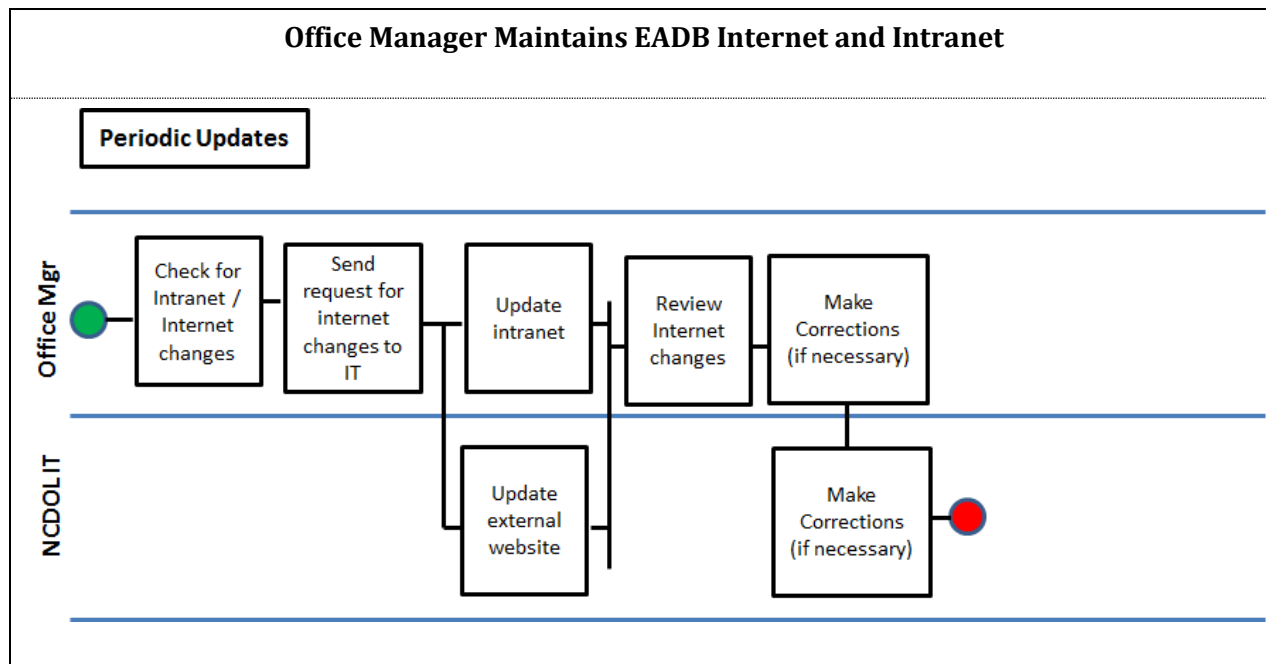 Office Manager Maintains EADB Internet and Intranet
Periodic Updates
Office Mgr
Check for
Intranet /
Internet
changes
Send
request for
internet
changes to
IT
Update
intranet
Review
Internet
changes
Make
Corrections
(if necessary)
NCDOL IT
Update
external
website
Make
Corrections
(if necessary)